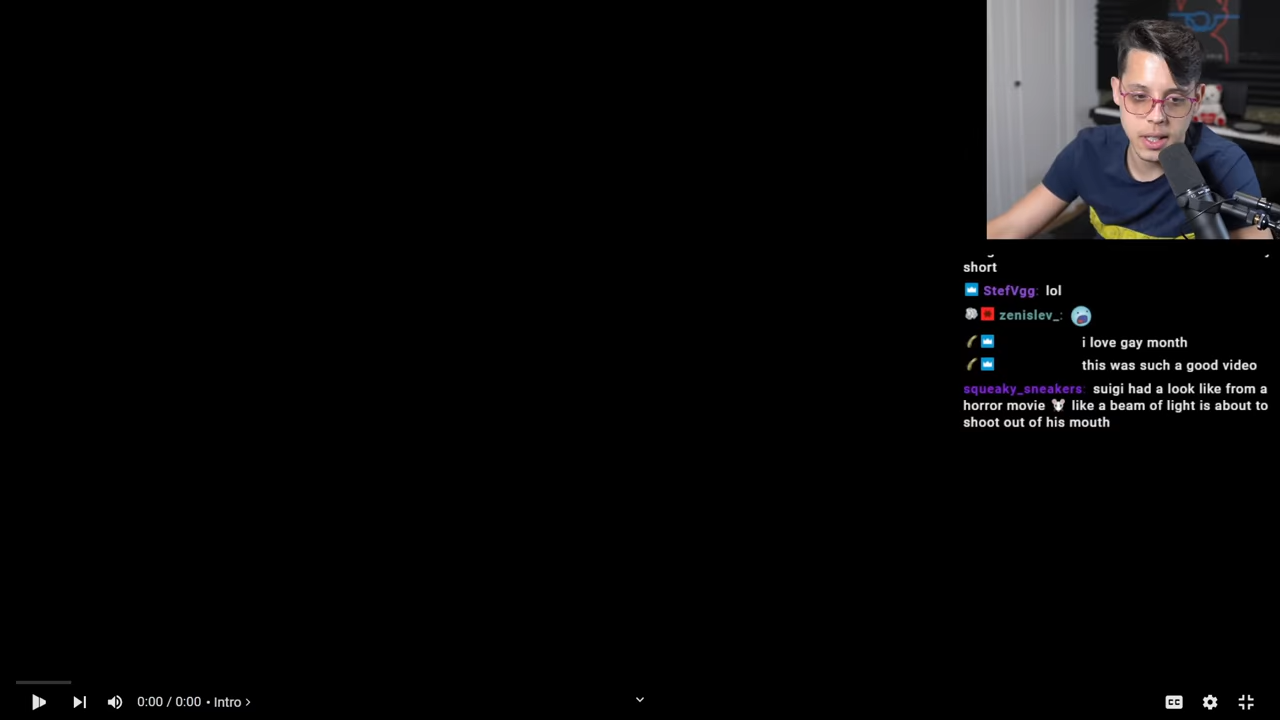 short
StefVgg: lol
zenislev_:
i love gay month
this was such a good video
squeaky_sneakers: suigi had a look like from a
horror movie like a beam of light is about to
shoot out of his mouth
0:00 / 0:00 • Intro >
CC